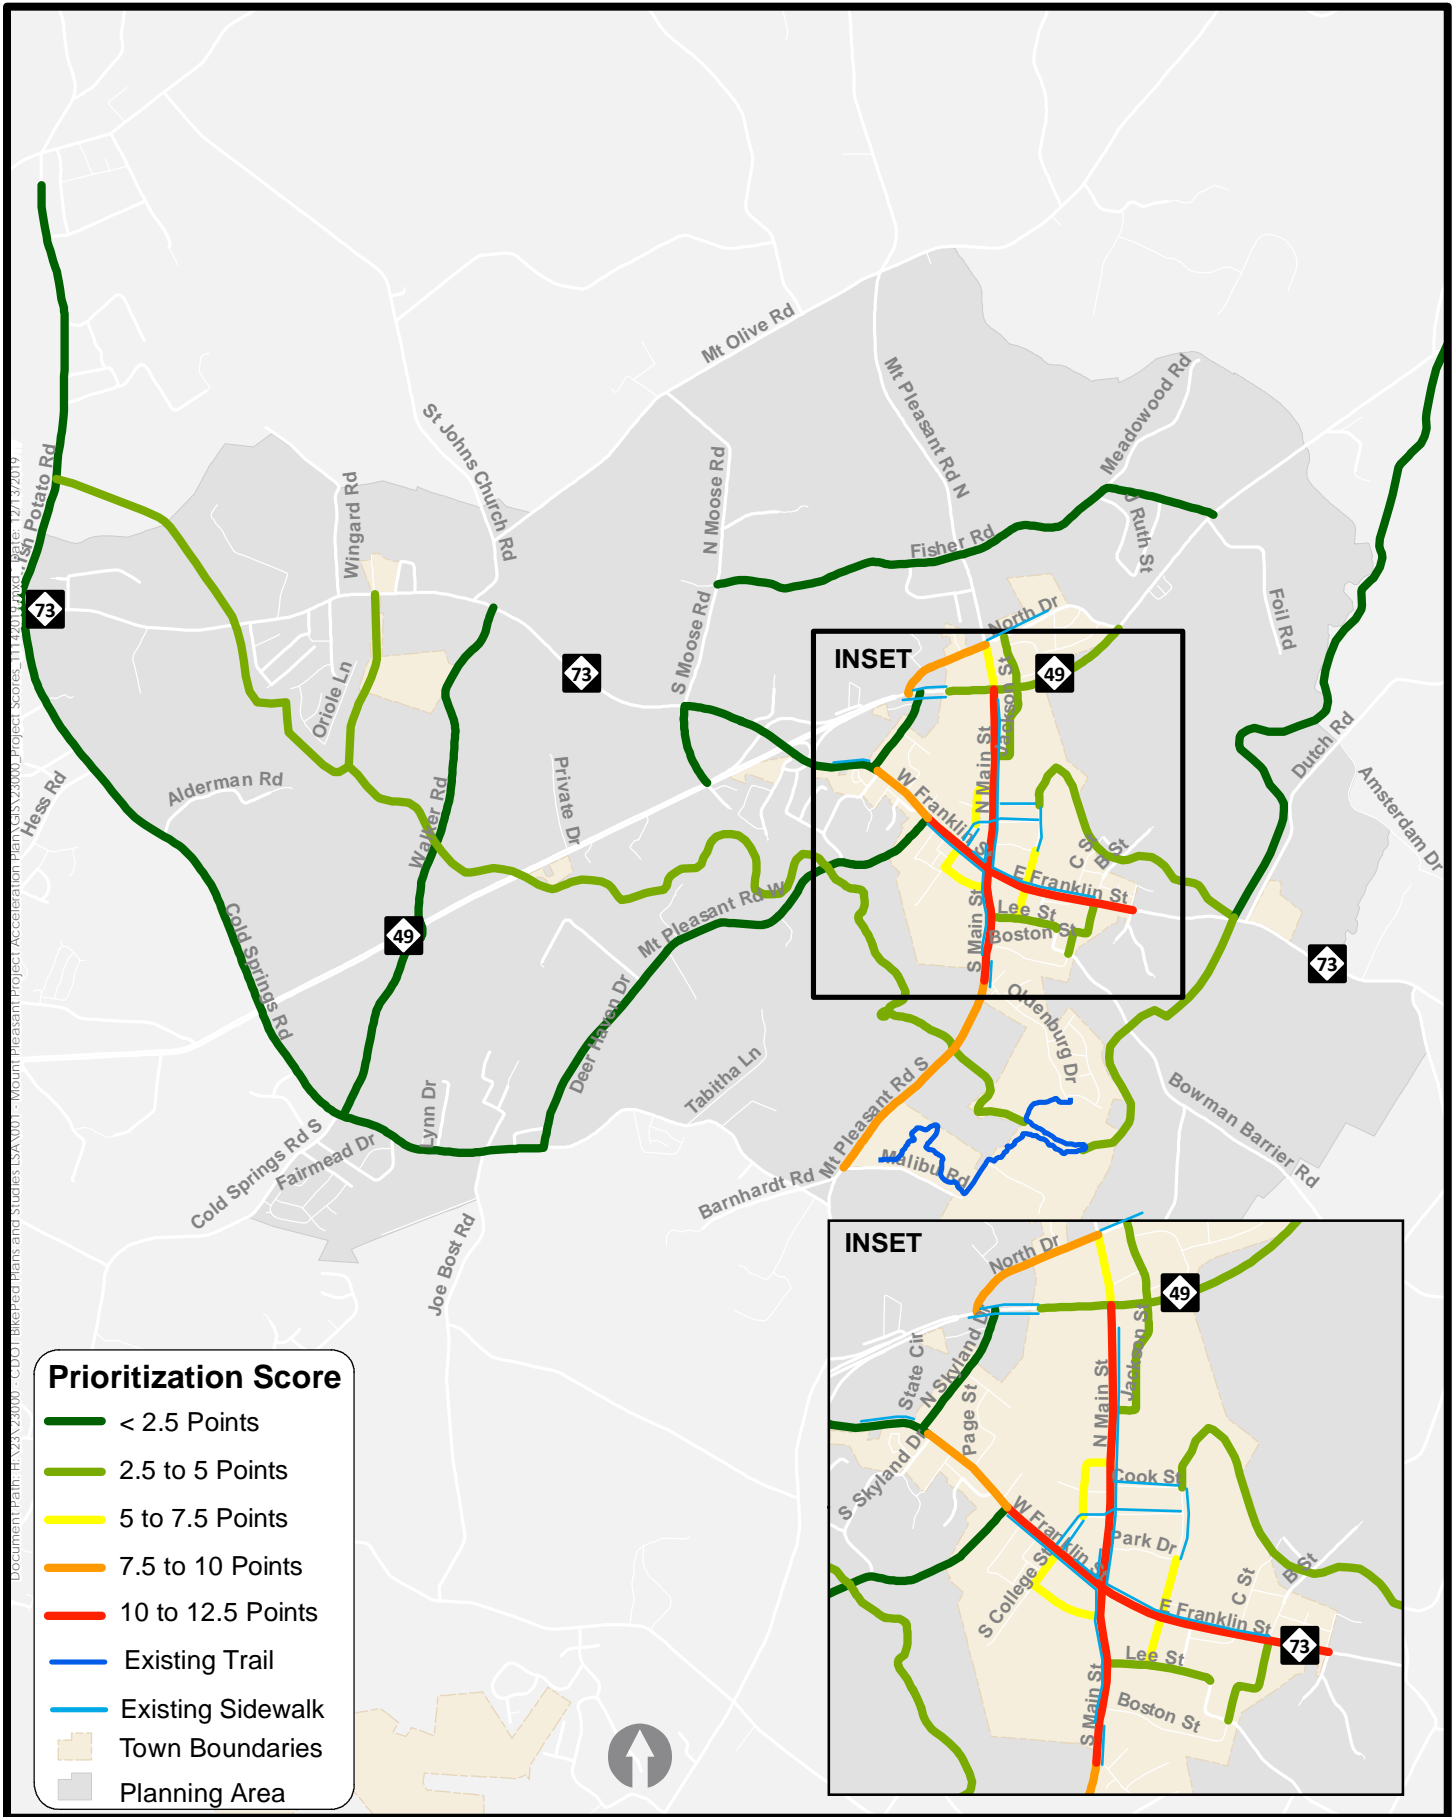 Mt Olive Rd
Mt Pleasant Rd N
Meadowood Rd
St Johns Church Rd
N Moose Rd
Wingard Rd
Potato Rd
Fisher Rd
Ruth St
Foil Rd
73
S Moose Rd
North Dr
INSET
73
49
Jackson St
Oriole Ln
N Main St
Dutch Rd
Alderman Rd
Private Dr
Hess Rd
Walker Rd
W Franklin St
Amsterdam Dr
C St
B St
E Franklin St
Mt Pleasant Rd W
Lee St
Boston St
S Main St
49
73
Cold Springs Rd
Deer Haven Dr
Oldenburg Dr
Tabitha Ln
Mt Pleasant Rd S
Bowman Barrier Rd
Lynn Dr
Cold Springs Rd S
Fairmead Dr
Malibu Rd
Barnhardt Rd
Joe Bost Rd
INSET
North Dr
49
State Cir
N Skyland Dr
Page St
Jackson St
N Main St
S Skyland Dr
Cook St
W Franklin St
Park Dr
S College St
C St
B St
E Franklin St
73
Lee St
S Main St
Boston St
Prioritization Score
< 2.5 Points
2.5 to 5 Points
5 to 7.5 Points
7.5 to 10 Points
10 to 12.5 Points
Existing Trail
Existing Sidewalk
Town Boundaries
Planning Area